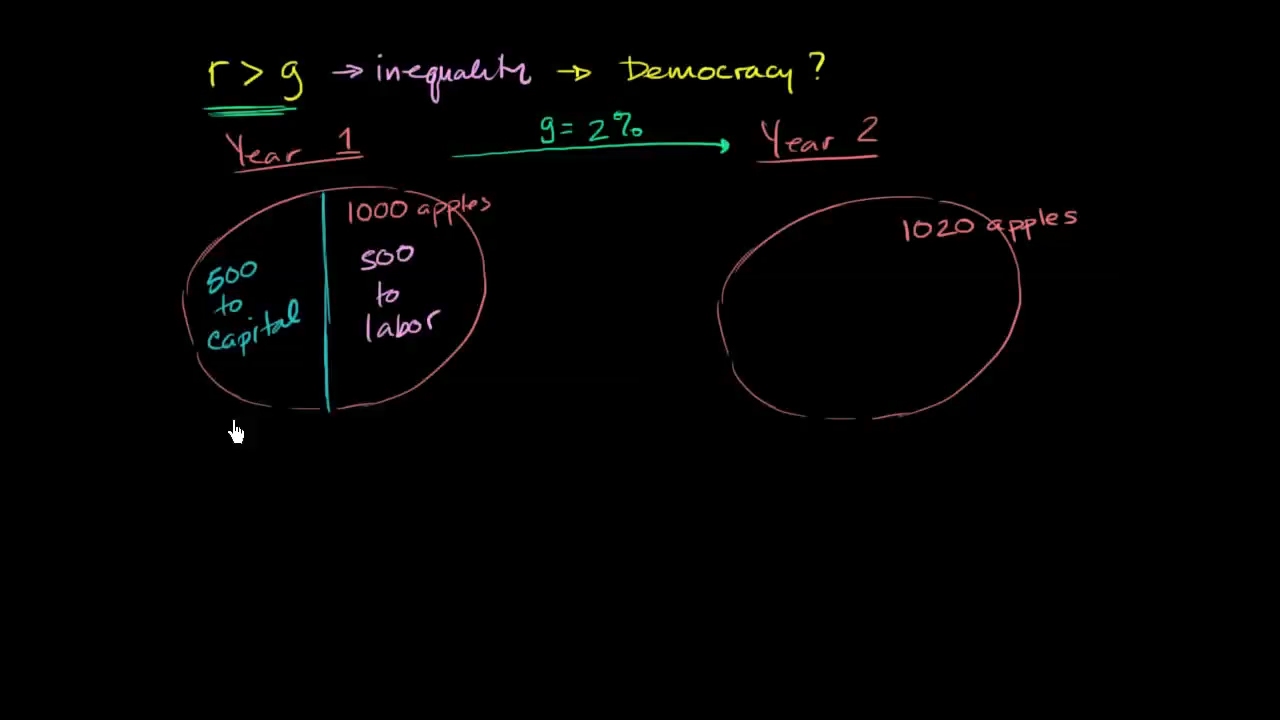 r > g → inequality → Democracy?
Year 1
g = 2%
Year 2
1000 apples
500
to
capital
500
to
labor
1020 apples